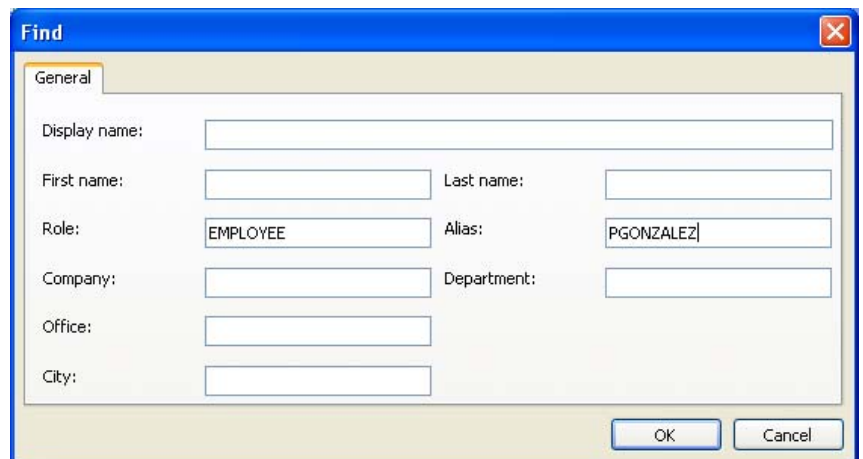 Find
General
Display name:
First name: Last name:
Role: EMPLOYEE Alias: PGONZALEZ
Company: Department:
Office:
City:
OK Cancel